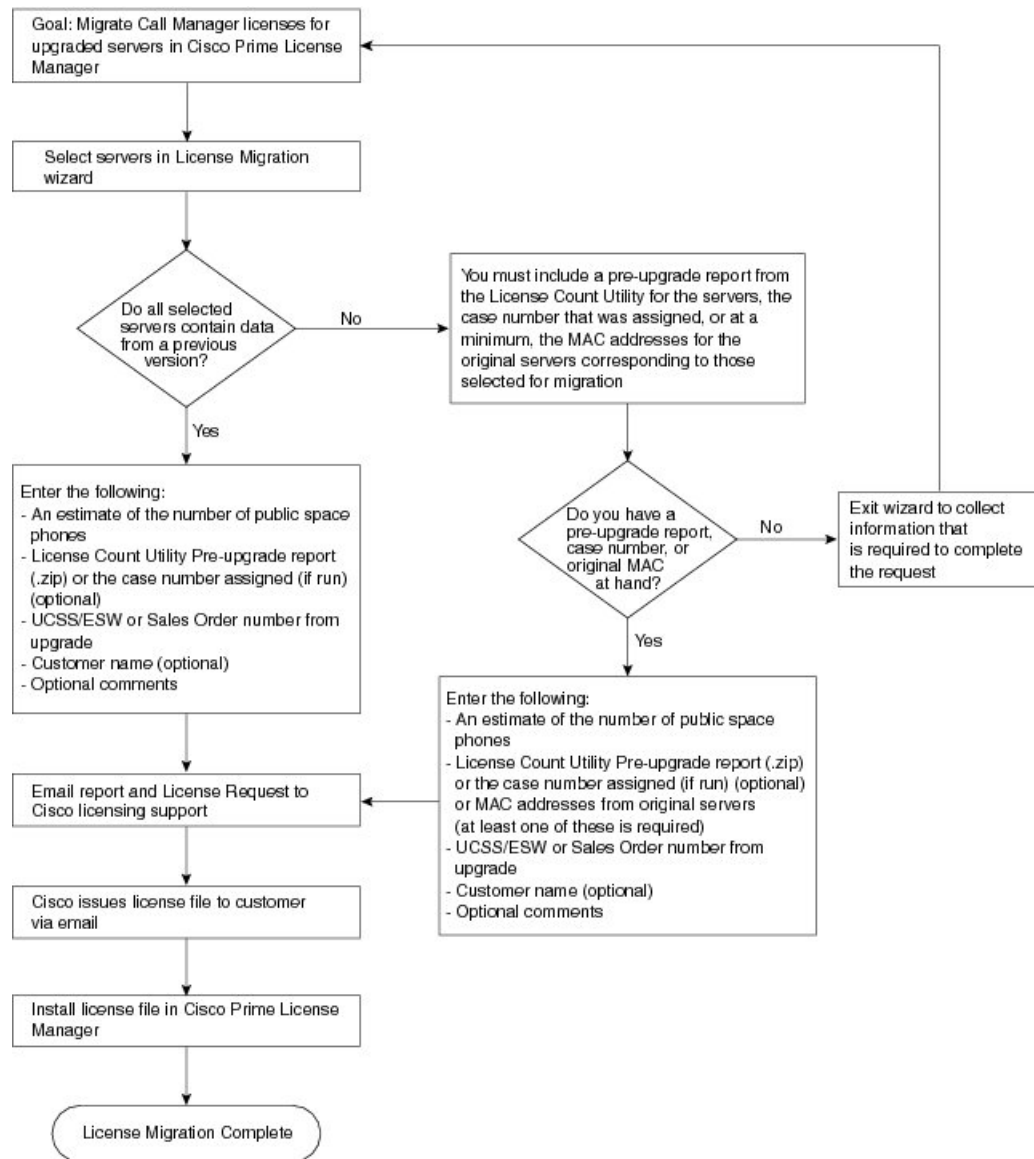 Goal: Migrate Call Manager licenses for
upgraded servers in Cisco Prime License
Manager
Select servers in License Migration
wizard
Do all selected
servers contain data
from a previous
version?
No
You must include a pre-upgrade report from
the License Count Utility for the servers, the
case number that was assigned, or at a
minimum, the MAC addresses for the
original servers corresponding to those
selected for migration
Yes
Enter the following:
- An estimate of the number of public space
phones
- License Count Utility Pre-upgrade report
(.zip) or the case number assigned (if run)
(optional)
- UCSS/ESW or Sales Order number from
upgrade
- Customer name (optional)
- Optional comments
Do you have a
pre-upgrade report,
case number, or
original MAC
at hand?
No
Exit wizard to collect
information that
is required to complete
the request
Yes
Enter the following:
- An estimate of the number of public space
phones
- License Count Utility Pre-upgrade report (.zip)
or the case number assigned (if run) (optional)
or MAC addresses from original servers
(at least one of these is required)
- UCSS/ESW or Sales Order number from
upgrade
- Customer name (optional)
- Optional comments
Email report and License Request to
Cisco licensing support
Cisco issues license file to customer
via email
Install license file in Cisco Prime License
Manager
License Migration Complete